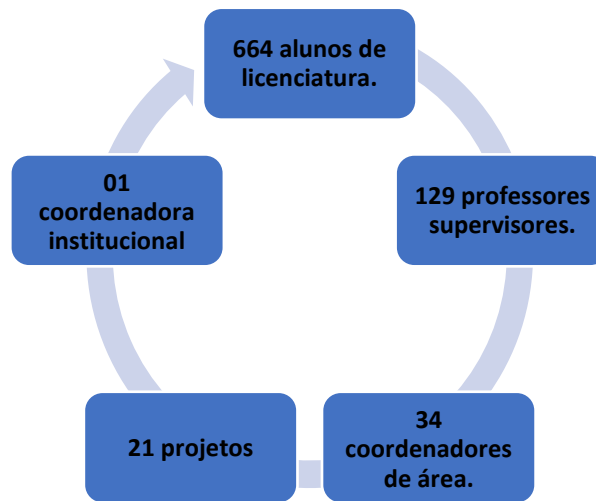 664 alunos de
licenciatura.
129 professores
supervisores.
34
coordenadores
de área.
21 projetos
01
coordenadora
institucional